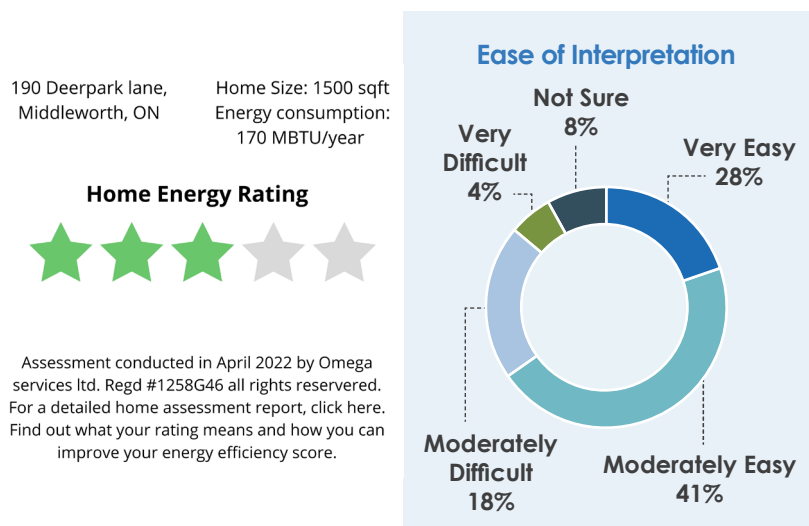 190 Deerpark lane,
Middleworth, ON
Home Size: 1500 sqft
Energy consumption:
170 MBTU/year
Home Energy Rating
Assessment conducted in April 2022 by Omega
services ltd. Regd #1258G46 all rights reservered.
For a detailed home assessment report, click here.
Find out what your rating means and how you can
improve your energy efficiency score.
Ease of Interpretation
Not Sure
8%
Very
Difficult
4%
Very Easy
28%
Moderately
Difficult
18%
Moderately Easy
41%